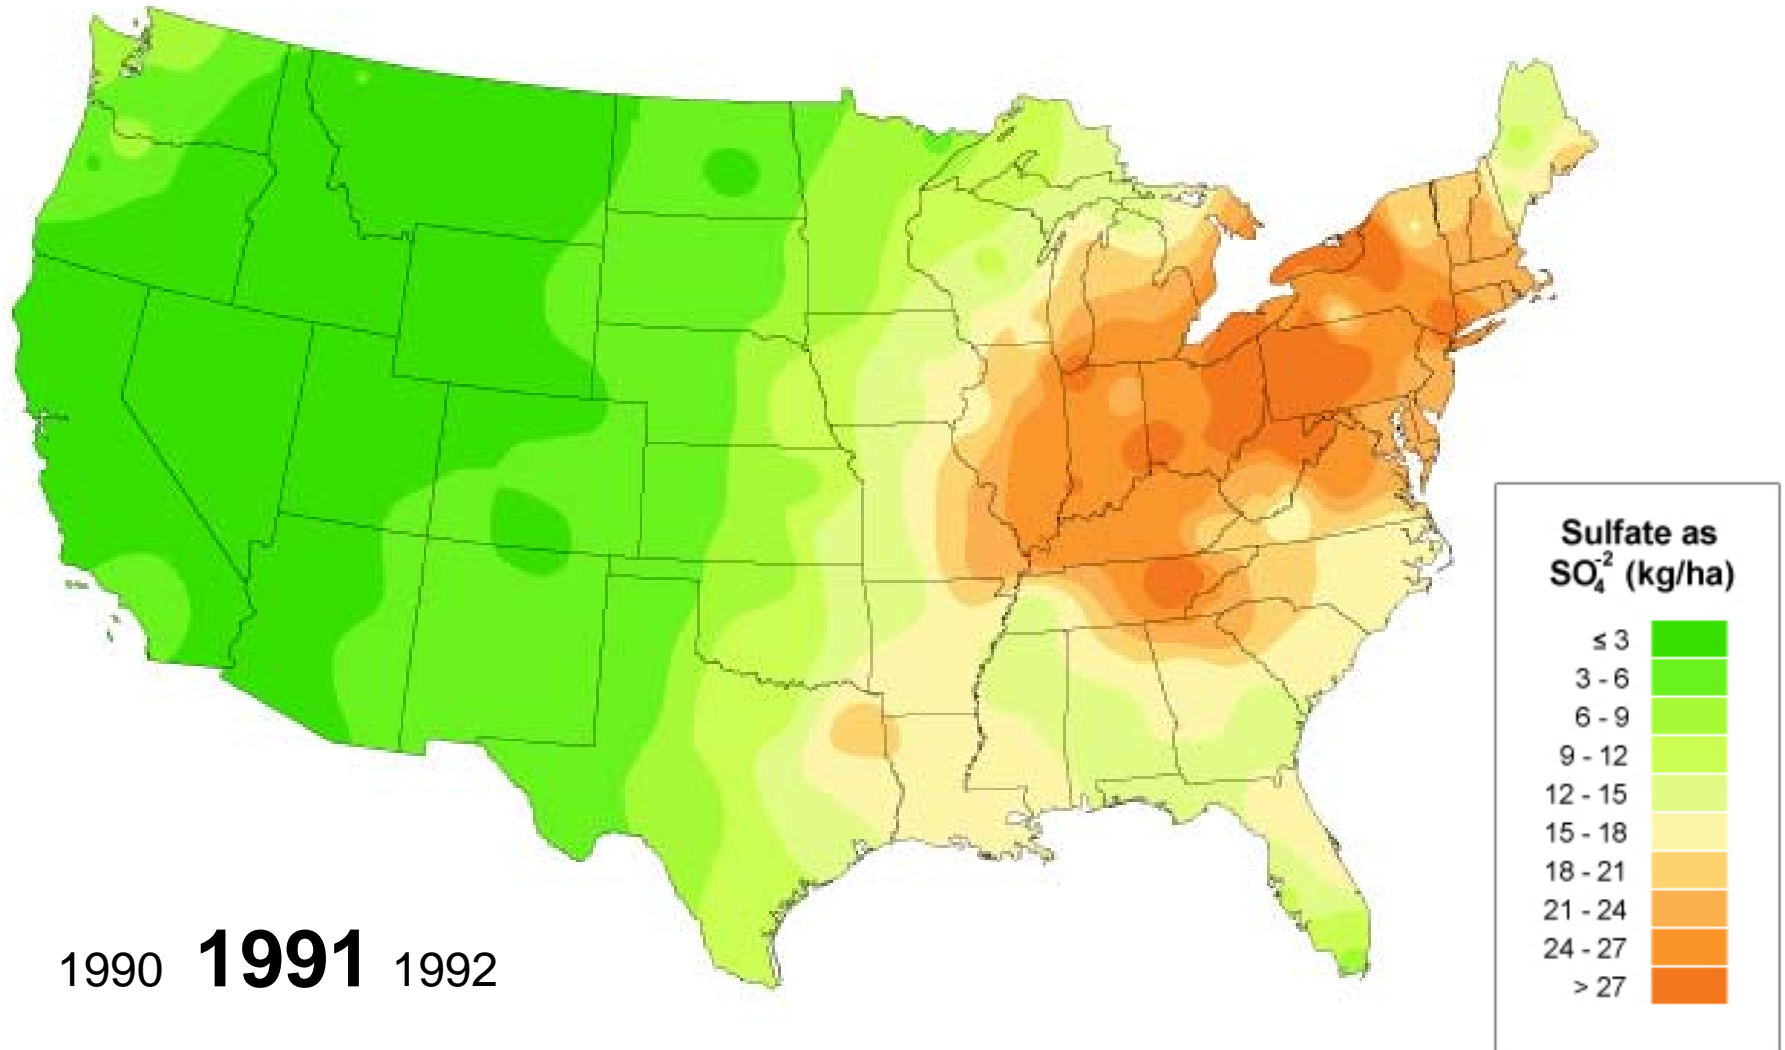 Sulfate as
SO₄⁻² (kg/ha)
≤ 3
3 - 6
6 - 9
9 - 12
12 - 15
15 - 18
18 - 21
21 - 24
24 - 27
> 27
1990 1991 1992